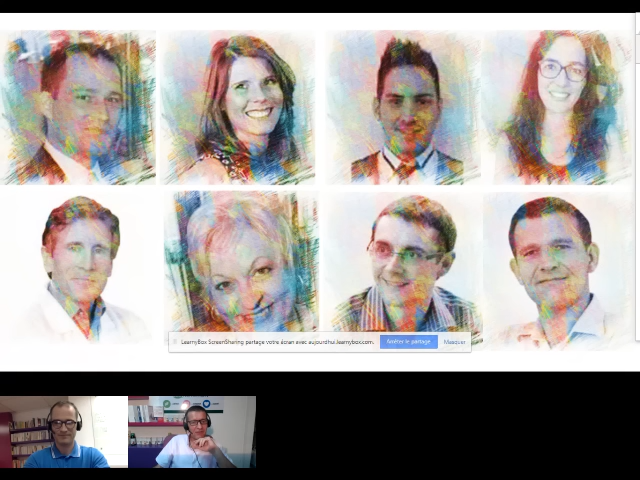 LearnyBox ScreenSharing partage votre écran avec aujourdhui.learnybox.com.
Arrêter le partage
Masquer